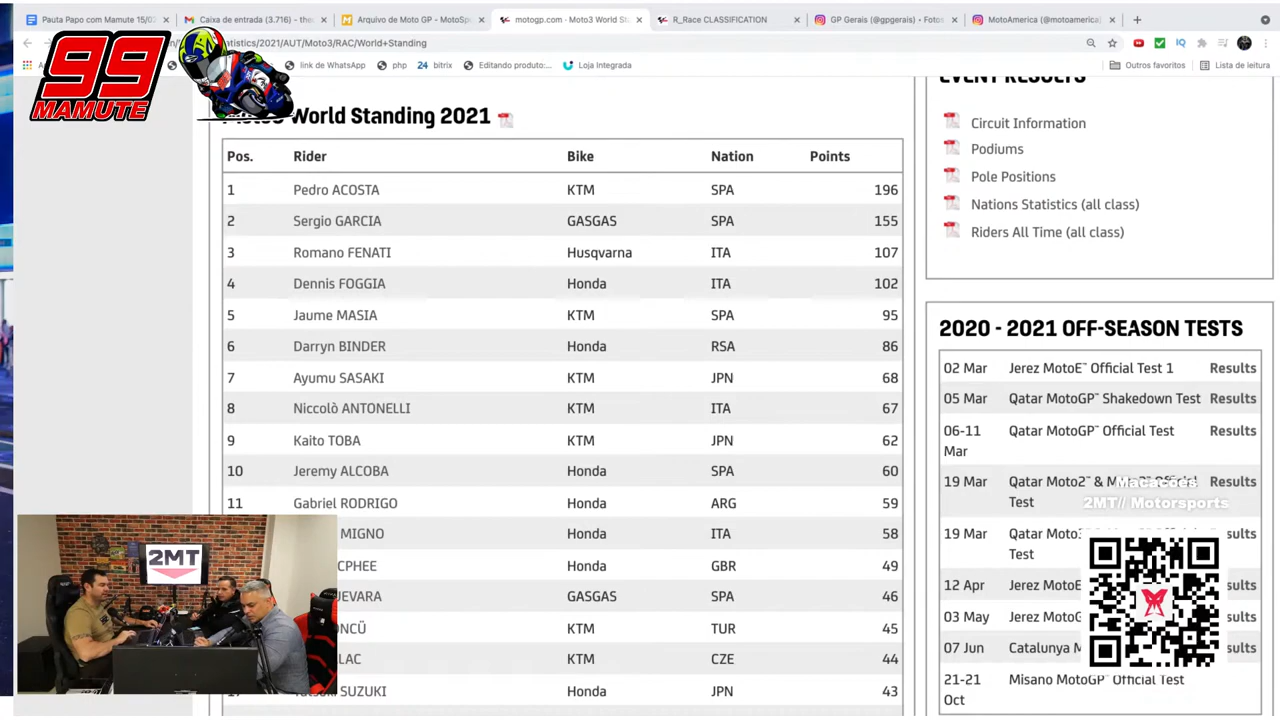 Pauta Papo com Mamute 15/02
Caixa de entrada (3.716) - the
Arquivo de Moto GP - MotoSp
motogp.com · Moto3 World St
R_Race CLASSIFICATION
GP Gerais (@gpgerais) • Fotos
MotoAmerica (@motoamerica)
tatistics/2021/AUT/Moto3/RAC/World+Standing
link de WhatsApp
php
24 bitrix
Editando produto:...
Loja Integrada
Outros favoritos
Lista de leitura
99
MAMUTE
World Standing 2021
Pos. Rider Bike Nation Points
1 Pedro ACOSTA KTM SPA 196
2 Sergio GARCIA GASGAS SPA 155
3 Romano FENATI Husqvarna ITA 107
4 Dennis FOGGIA Honda ITA 102
5 Jaume MASIA KTM SPA 95
6 Darryn BINDER Honda RSA 86
7 Ayumu SASAKI KTM JPN 68
8 Niccolò ANTONELLI KTM ITA 67
9 Kaito TOBA KTM JPN 62
10 Jeremy ALCOBA Honda SPA 60
11 Gabriel RODRIGO Honda ARG 59
MIGNO Honda ITA 58
CPHEE Honda GBR 49
UEVARA GASGAS SPA 46
ÖNCÜ KTM TUR 45
LAC KTM CZE 44
SUZUKI Honda JPN 43
EVENT RESULTS
Circuit Information
Podiums
Pole Positions
Nations Statistics (all class)
Riders All Time (all class)
2020 - 2021 OFF-SEASON TESTS
02 Mar Jerez MotoE™ Official Test 1 Results
05 Mar Qatar MotoGP™ Shakedown Test Results
06-11 Mar Qatar MotoGP™ Official Test Results
19 Mar Qatar Moto2™ & M Official Test Results
19 Mar Qatar Moto3 Test Results
12 Apr Jerez MotoE
03 May Jerez MotoG
07 Jun Catalunya M
21-21 Oct Misano MotoGP™ Official Test
Macacões
2MT// Motorsports
2MT